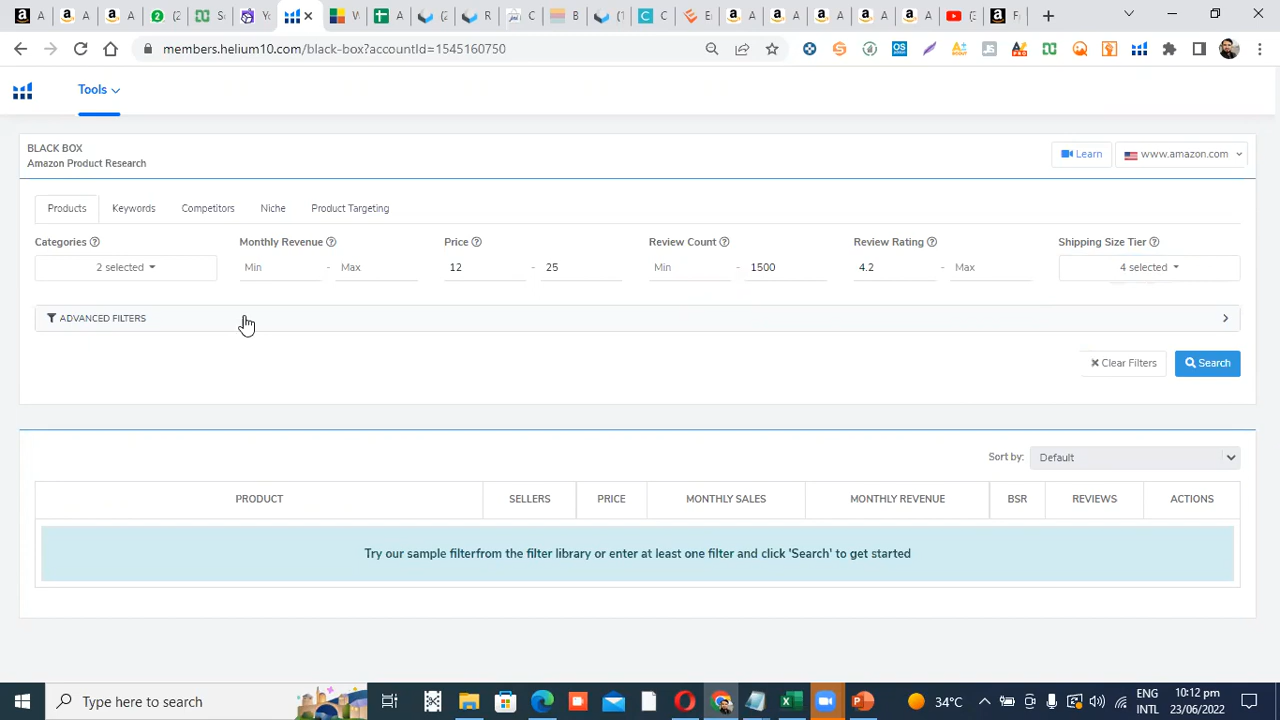 members.helium10.com/black-box?accountId=1545160750
Tools
BLACK BOX
Amazon Product Research
Learn
www.amazon.com
Products
Keywords
Competitors
Niche
Product Targeting
Categories
Monthly Revenue
Price
Review Count
Review Rating
Shipping Size Tier
2 selected
Min - Max
12 - 25
Min - 1500
4.2 - Max
4 selected
ADVANCED FILTERS
Clear Filters
Search
Sort by:
Default
PRODUCT
SELLERS
PRICE
MONTHLY SALES
MONTHLY REVENUE
BSR
REVIEWS
ACTIONS
Try our sample filterfrom the filter library or enter at least one filter and click 'Search' to get started
Type here to search
34°C
ENG
INTL
10:12 pm
23/06/2022